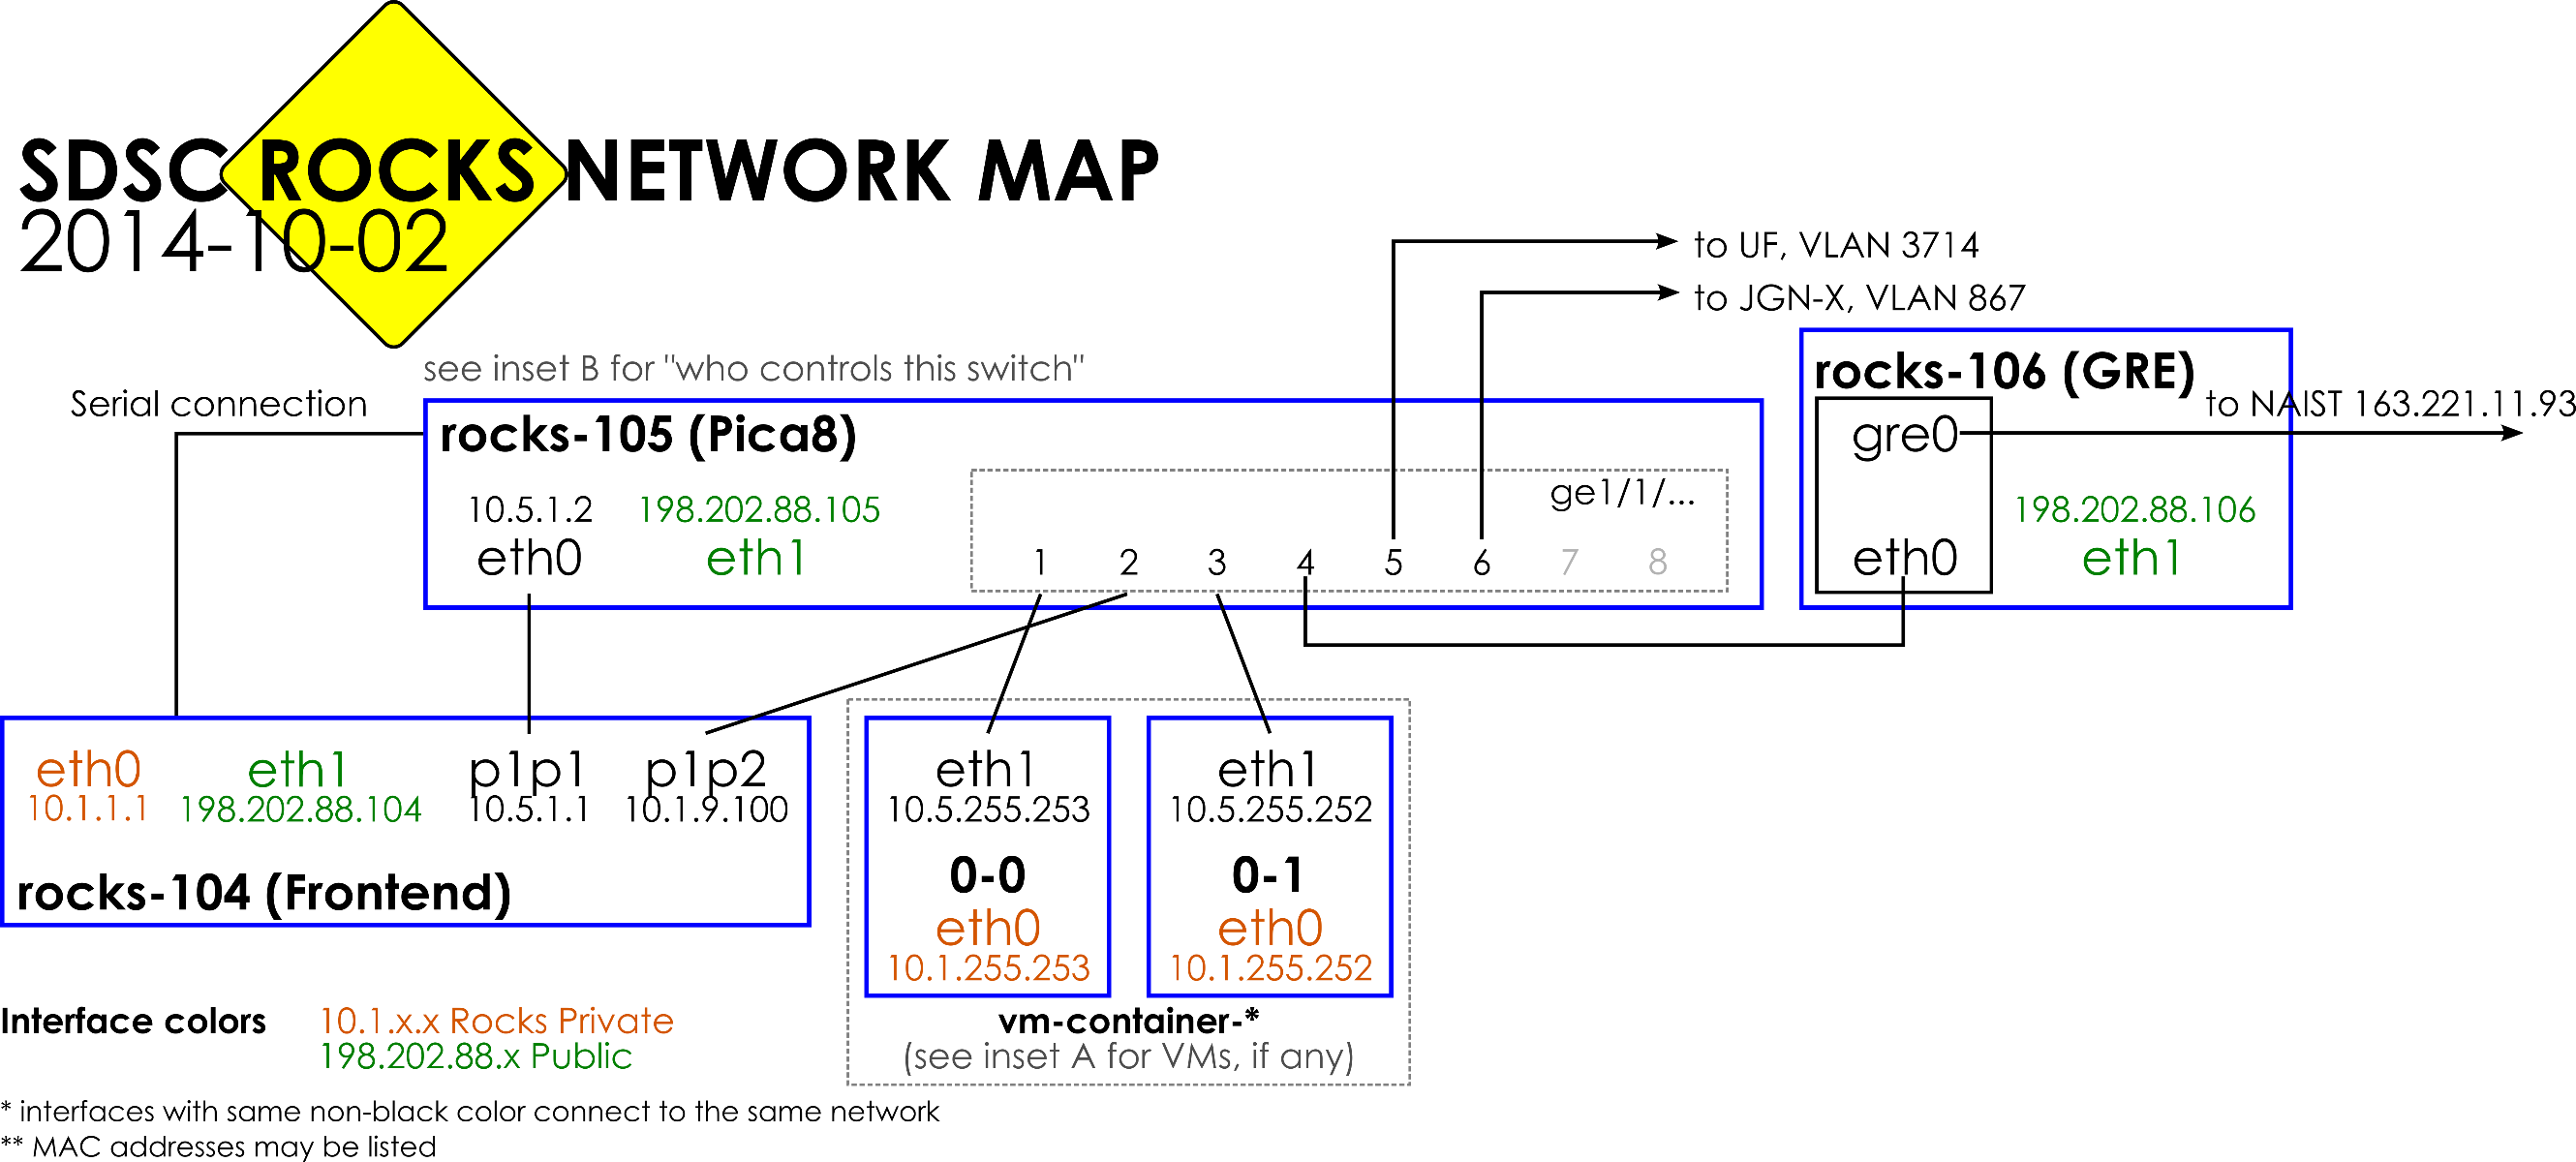 SDSC ROCKS NETWORK MAP
2014-10-02
to UF, VLAN 3714
to JGN-X, VLAN 867
see inset B for "who controls this switch"
Serial connection
rocks-105 (Pica8)
10.5.1.2 198.202.88.105
eth0 eth1
ge1/1/...
1 2 3 4 5 6 7 8
rocks-106 (GRE)
to NAIST 163.221.11.93
gre0
198.202.88.106
eth0 eth1
eth0 eth1 p1p1 p1p2
10.1.1.1 198.202.88.104 10.5.1.1 10.1.9.100
rocks-104 (Frontend)
eth1
10.5.255.253
0-0
eth0
10.1.255.253
eth1
10.5.255.252
0-1
eth0
10.1.255.252
vm-container-*
(see inset A for VMs, if any)
Interface colors 10.1.x.x Rocks Private
198.202.88.x Public
* interfaces with same non-black color connect to the same network
** MAC addresses may be listed